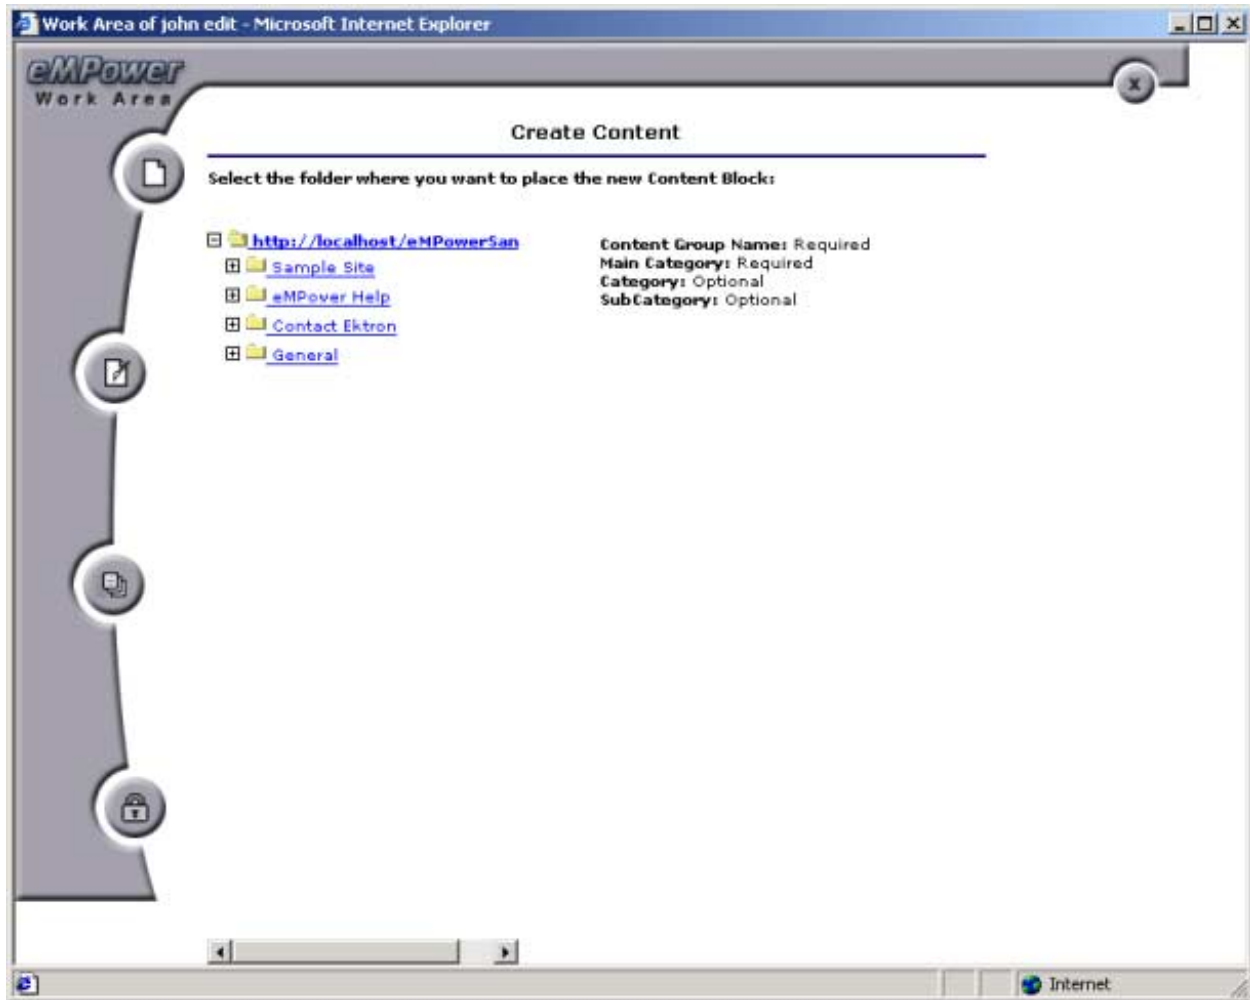 Work Area of john edit - Microsoft Internet Explorer
eMPower
Work Area
x
Create Content
Select the folder where you want to place the new Content Block:
http://localhost/eMPowerSan
Sample Site
eMPower Help
Contact Ektron
General
Content Group Name: Required
Main Category: Required
Category: Optional
SubCategory: Optional
Internet